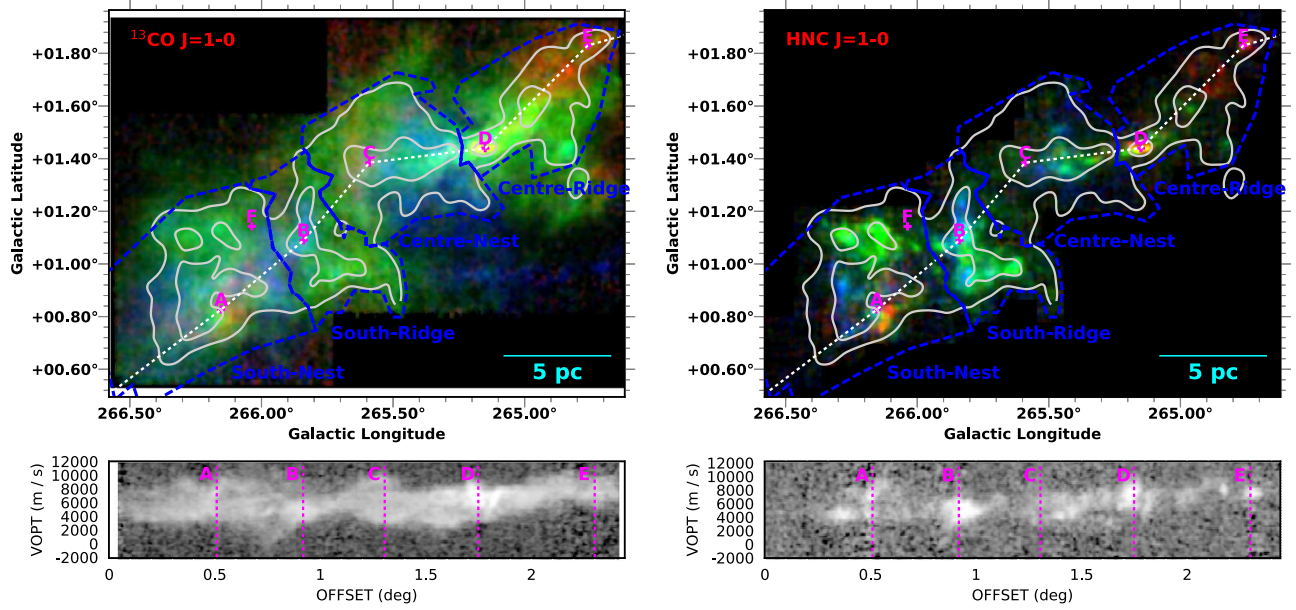 ¹³CO J=1-0
E
D
C
F
B
A
Centre-Ridge
Centre-Nest
South-Ridge
South-Nest
5 pc
+01.80°
+01.60°
+01.40°
+01.20°
+01.00°
+00.80°
+00.60°
Galactic Latitude
266.50° 266.00° 265.50° 265.00°
Galactic Longitude
HNC J=1-0
E
D
C
F
B
A
Centre-Ridge
Centre-Nest
South-Ridge
South-Nest
5 pc
+01.80°
+01.60°
+01.40°
+01.20°
+01.00°
+00.80°
+00.60°
Galactic Latitude
266.50° 266.00° 265.50° 265.00°
Galactic Longitude
A B C D E
12000
10000
8000
6000
4000
2000
0
-2000
VOPT (m / s)
0 0.5 1 1.5 2
OFFSET (deg)
A B C D E
12000
10000
8000
6000
4000
2000
0
-2000
VOPT (m / s)
0 0.5 1 1.5 2
OFFSET (deg)